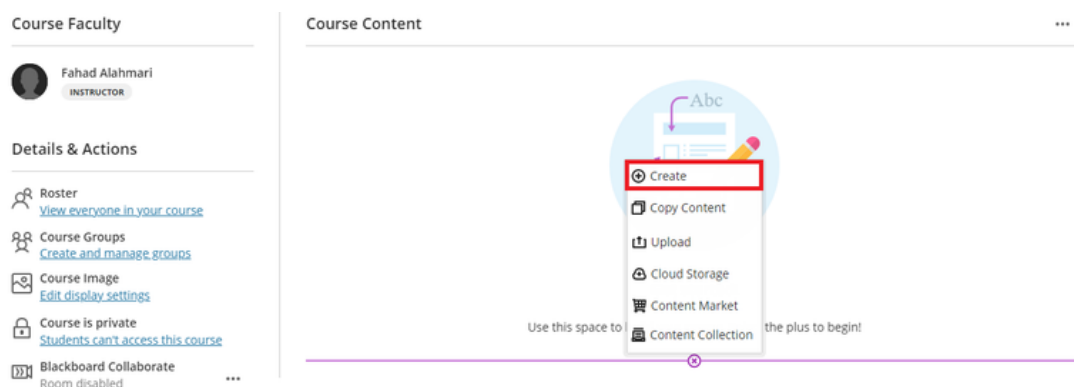 Course Faculty
Fahad Alahmari
INSTRUCTOR
Details & Actions
Roster
View everyone in your course
Course Groups
Create and manage groups
Course Image
Edit display settings
Course is private
Students can't access this course
Blackboard Collaborate
Room disabled
Course Content
Abc
Create
Copy Content
Upload
Cloud Storage
Content Market
Content Collection
Use this space to the plus to begin!